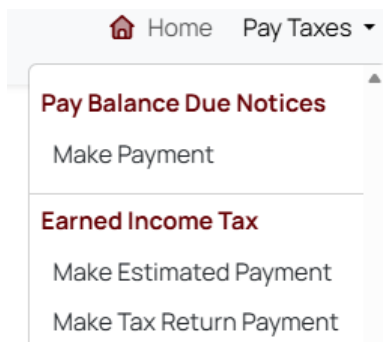 Home Pay Taxes
Pay Balance Due Notices
Make Payment
Earned Income Tax
Make Estimated Payment
Make Tax Return Payment